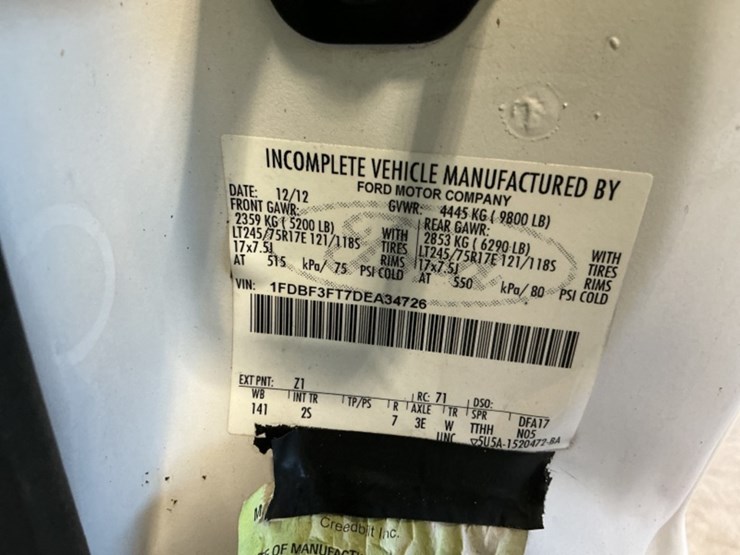 INCOMPLETE VEHICLE MANUFACTURED BY
FORD MOTOR COMPANY
DATE: 12/12 GVWR: 4445 KG ( 9800 LB)
FRONT GAWR: REAR GAWR:
2359 KG ( 5200 LB) WITH 2853 KG ( 6290 LB) WITH
LT245/75R17E 121/118S TIRES LT245/75R17E 121/118S TIRES
17x7.5J RIMS 17x7.5J RIMS
AT 515 kPa/ 75 PSI COLD AT 550 kPa/ 80 PSI COLD
VIN: 1FDBF3FT7DEA34726
EXT PNT: Z1 RC: 71 DSO:
WB INT TR TP/PS R AXLE TR SPR DFA17
141 2S 7 3E W TTHH N05
UNC 5U5A-1520472-BA
Creedbilt Inc.
OF MANUFACT